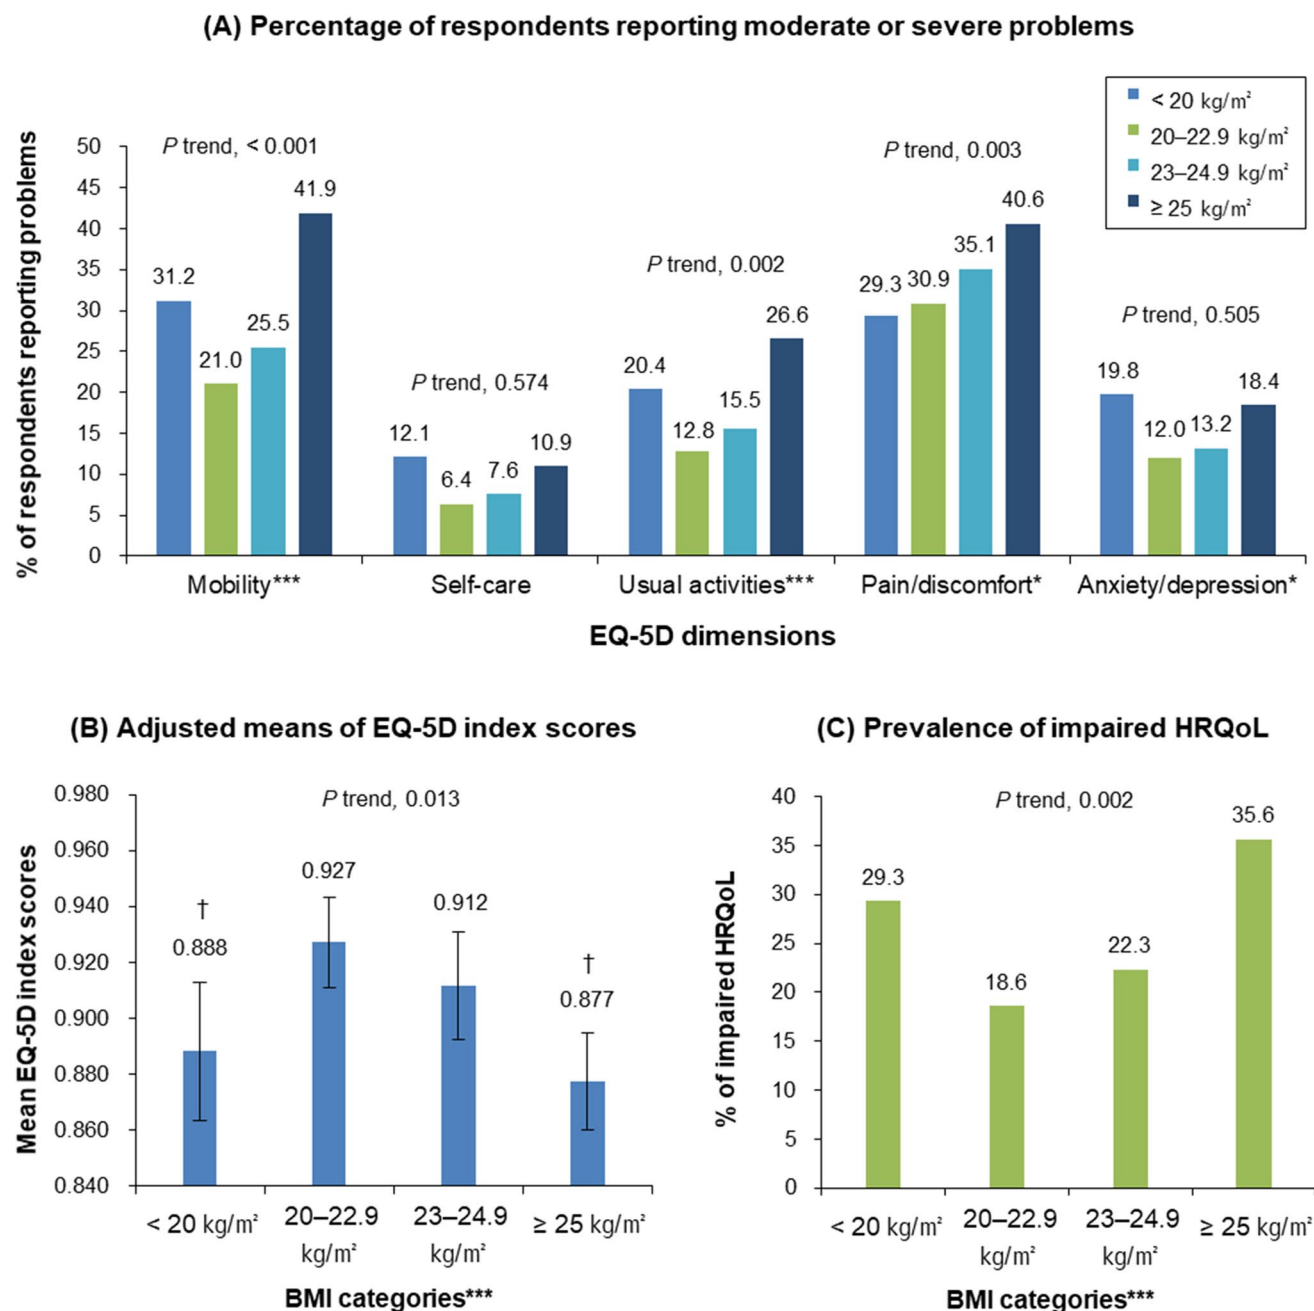 (A) Percentage of respondents reporting moderate or severe problems
< 20 kg/m²
20–22.9 kg/m²
23–24.9 kg/m²
≥ 25 kg/m²
% of respondents reporting problems
50
45
40
35
30
25
20
15
10
5
0
P trend, < 0.001
31.2
21.0
25.5
41.9
P trend, 0.574
12.1
6.4
7.6
10.9
P trend, 0.002
20.4
12.8
15.5
26.6
P trend, 0.003
29.3
30.9
35.1
40.6
P trend, 0.505
19.8
12.0
13.2
18.4
Mobility***
Self-care
Usual activities***
Pain/discomfort*
Anxiety/depression*
EQ-5D dimensions
(B) Adjusted means of EQ-5D index scores
Mean EQ-5D index scores
0.980
0.960
0.940
0.920
0.900
0.880
0.860
0.840
P trend, 0.013
†
0.888
0.927
0.912
†
0.877
< 20 kg/m²
20–22.9
kg/m²
23–24.9
kg/m²
≥ 25 kg/m²
BMI categories***
(C) Prevalence of impaired HRQoL
% of impaired HRQoL
40
35
30
25
20
15
10
5
0
P trend, 0.002
29.3
18.6
22.3
35.6
< 20 kg/m²
20–22.9
kg/m²
23–24.9
kg/m²
≥ 25 kg/m²
BMI categories***